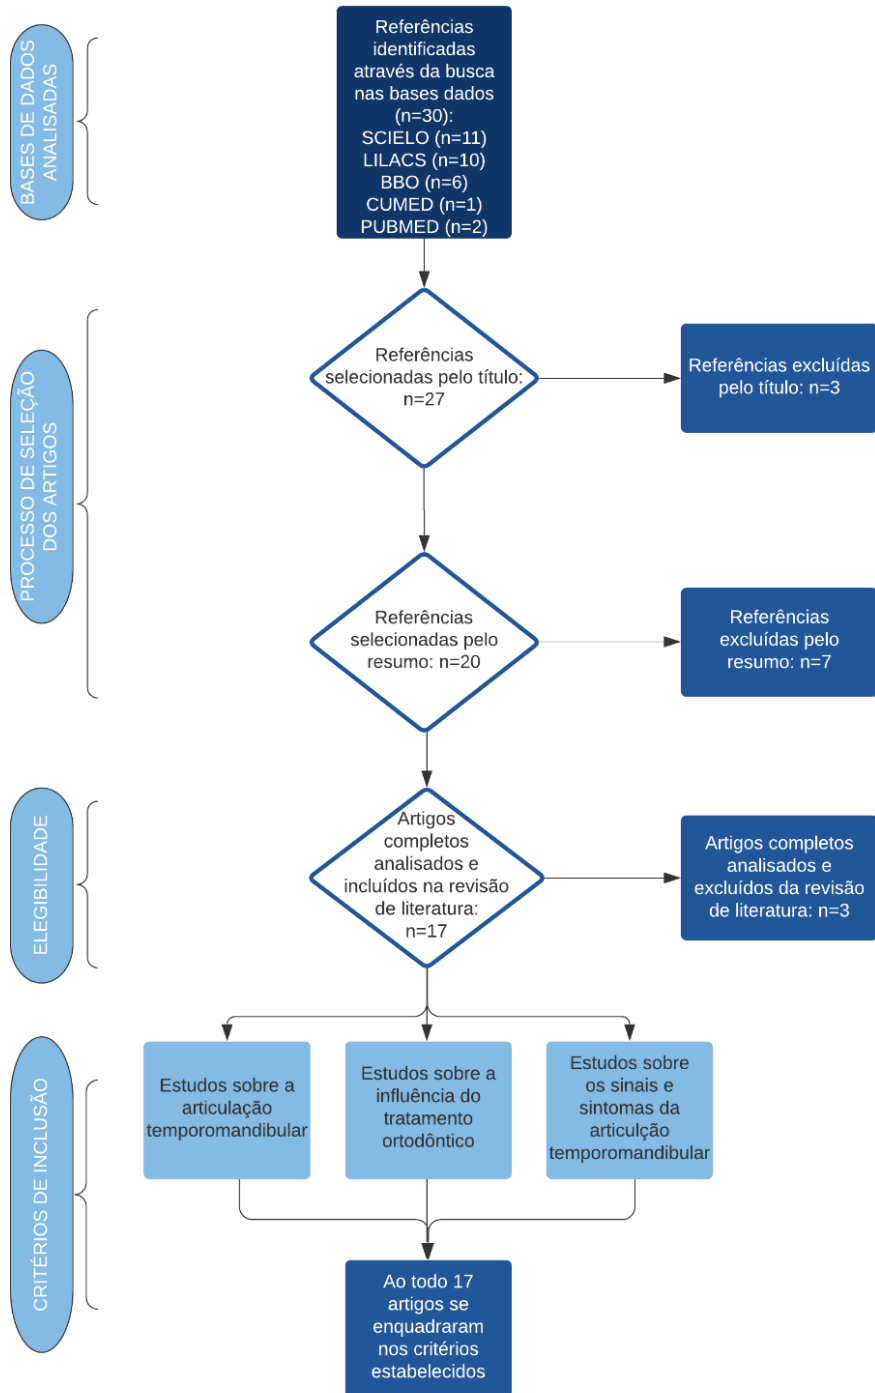 BASES DE DADOS
ANALISADAS
Referências
identificadas
através da busca
nas bases dados
(n=30):
SCIELO (n=11)
LILACS (n=10)
BBO (n=6)
CUMED (n=1)
PUBMED (n=2)
PROCESSO DE SELEÇÃO
DOS ARTIGOS
Referências
selecionadas pelo título:
n=27
Referências excluídas
pelo título: n=3
Referências
selecionadas pelo
resumo: n=20
Referências
excluídas pelo
resumo: n=7
ELEGIBILIDADE
Artigos
completos
analisados e
incluídos na revisão
de literatura:
n=17
Artigos completos
analisados e
excluídos da revisão
de literatura: n=3
CRITÉRIOS DE INCLUSÃO
Estudos sobre a
articulação
temporomandibular
Estudos sobre a
influência do
tratamento
ortodôntico
Estudos sobre
os sinais e
sintomas da
articulção
temporomandibular
Ao todo 17
artigos se
enquadraram
nos critérios
estabelecidos